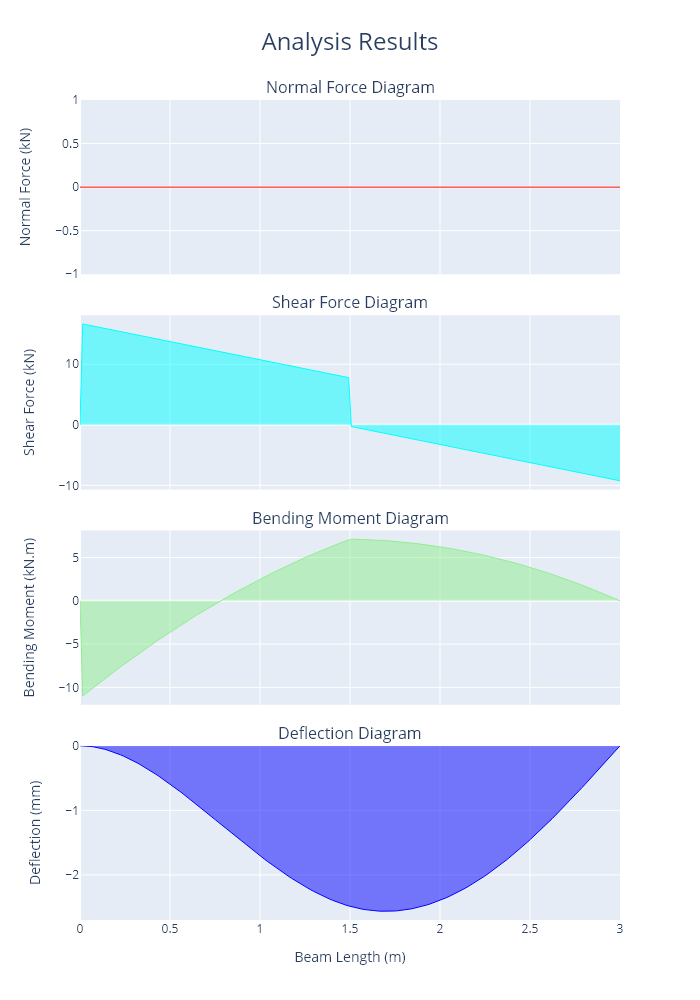 Analysis Results
Normal Force Diagram
Normal Force (kN)
1
0.5
0
−0.5
−1
Shear Force Diagram
Shear Force (kN)
10
0
−10
Bending Moment Diagram
Bending Moment (kN.m)
5
0
−5
−10
Deflection Diagram
Deflection (mm)
0
−1
−2
0 0.5 1 1.5 2 2.5 3
Beam Length (m)